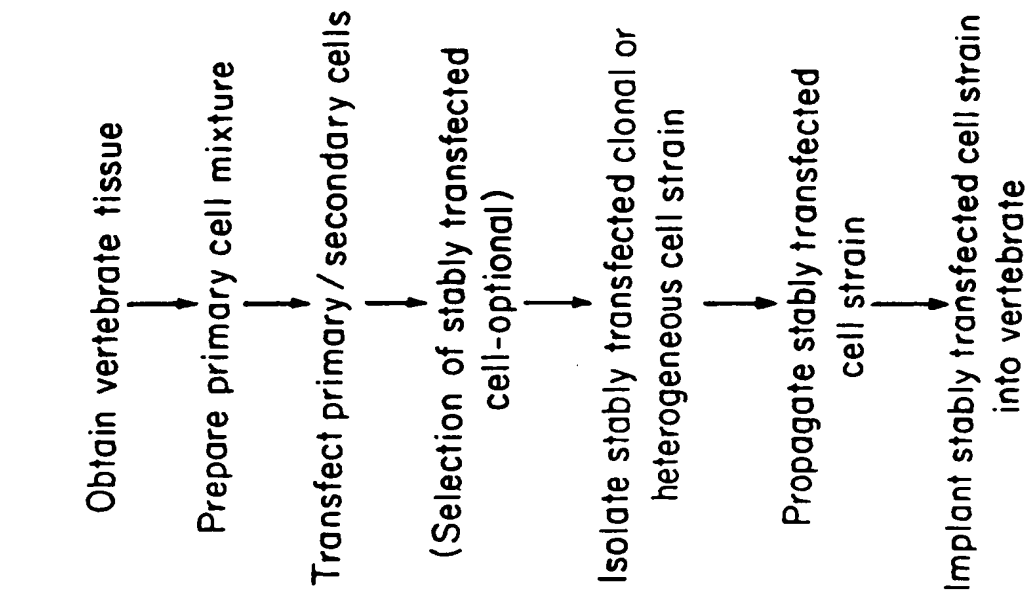 Obtain vertebrate tissue
Prepare primary cell mixture
Transfect primary/secondary cells
(Selection of stably transfected
cell-optional)
Isolate stably transfected clonal or
heterogeneous cell strain
Propagate stably transfected
cell strain
Implant stably transfected cell strain
into vertebrate